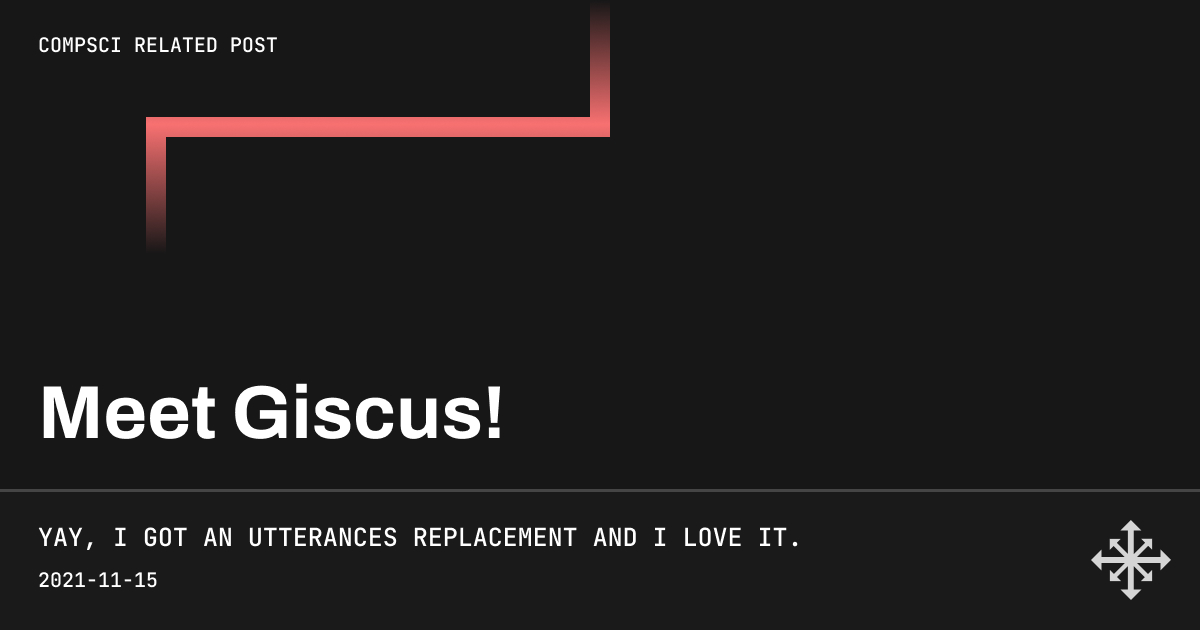 COMPSCI RELATED POST
Meet Giscus!
YAY, I GOT AN UTTERANCES REPLACEMENT AND I LOVE IT.
2021-11-15